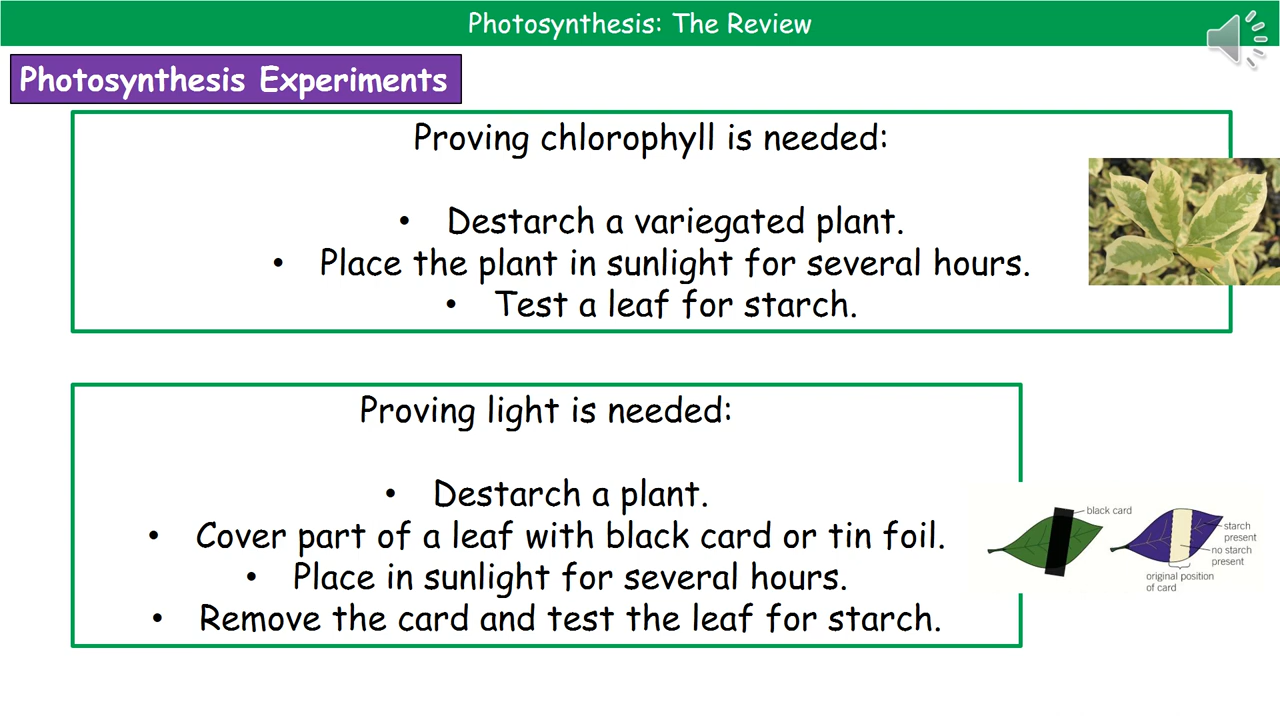 Photosynthesis: The Review
Photosynthesis Experiments
Proving chlorophyll is needed:
• Destarch a variegated plant.
• Place the plant in sunlight for several hours.
• Test a leaf for starch.
Proving light is needed:
• Destarch a plant.
• Cover part of a leaf with black card or tin foil.
• Place in sunlight for several hours.
• Remove the card and test the leaf for starch.
black card
starch
present
no starch
present
original position
of card